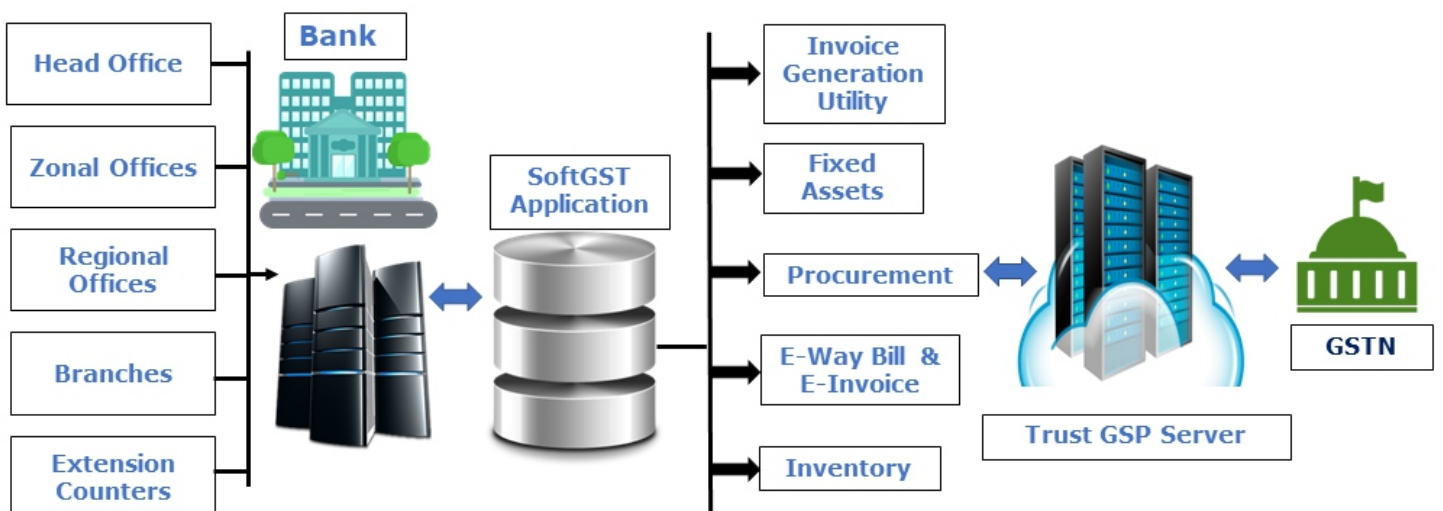 Head Office
Zonal Offices
Regional
Offices
Branches
Extension
Counters
Bank
SoftGST
Application
Invoice
Generation
Utility
Fixed
Assets
Procurement
E-Way Bill &
E-Invoice
Inventory
Trust GSP Server
GSTN